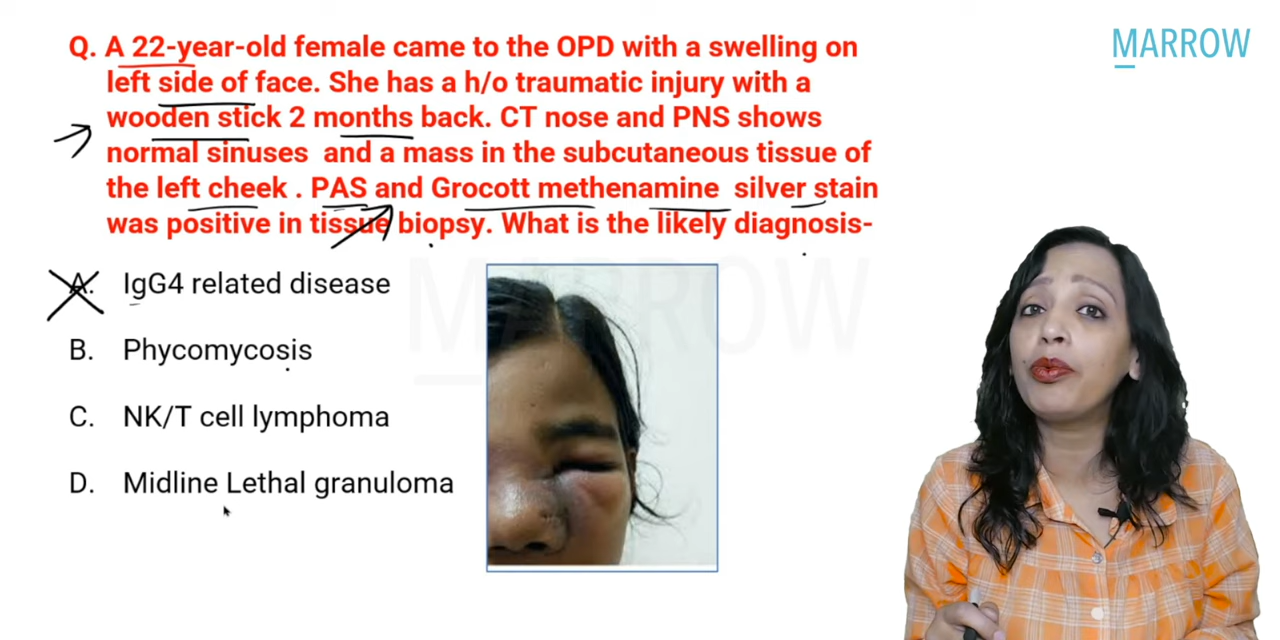 MARROW
Q. A 22-year-old female came to the OPD with a swelling on
left side of face. She has a h/o traumatic injury with a
wooden stick 2 months back. CT nose and PNS shows
normal sinuses and a mass in the subcutaneous tissue of
the left cheek . PAS and Grocott methenamine silver stain
was positive in tissue biopsy. What is the likely diagnosis-
A. IgG4 related disease
B. Phycomycosis
C. NK/T cell lymphoma
D. Midline Lethal granuloma
MARROW